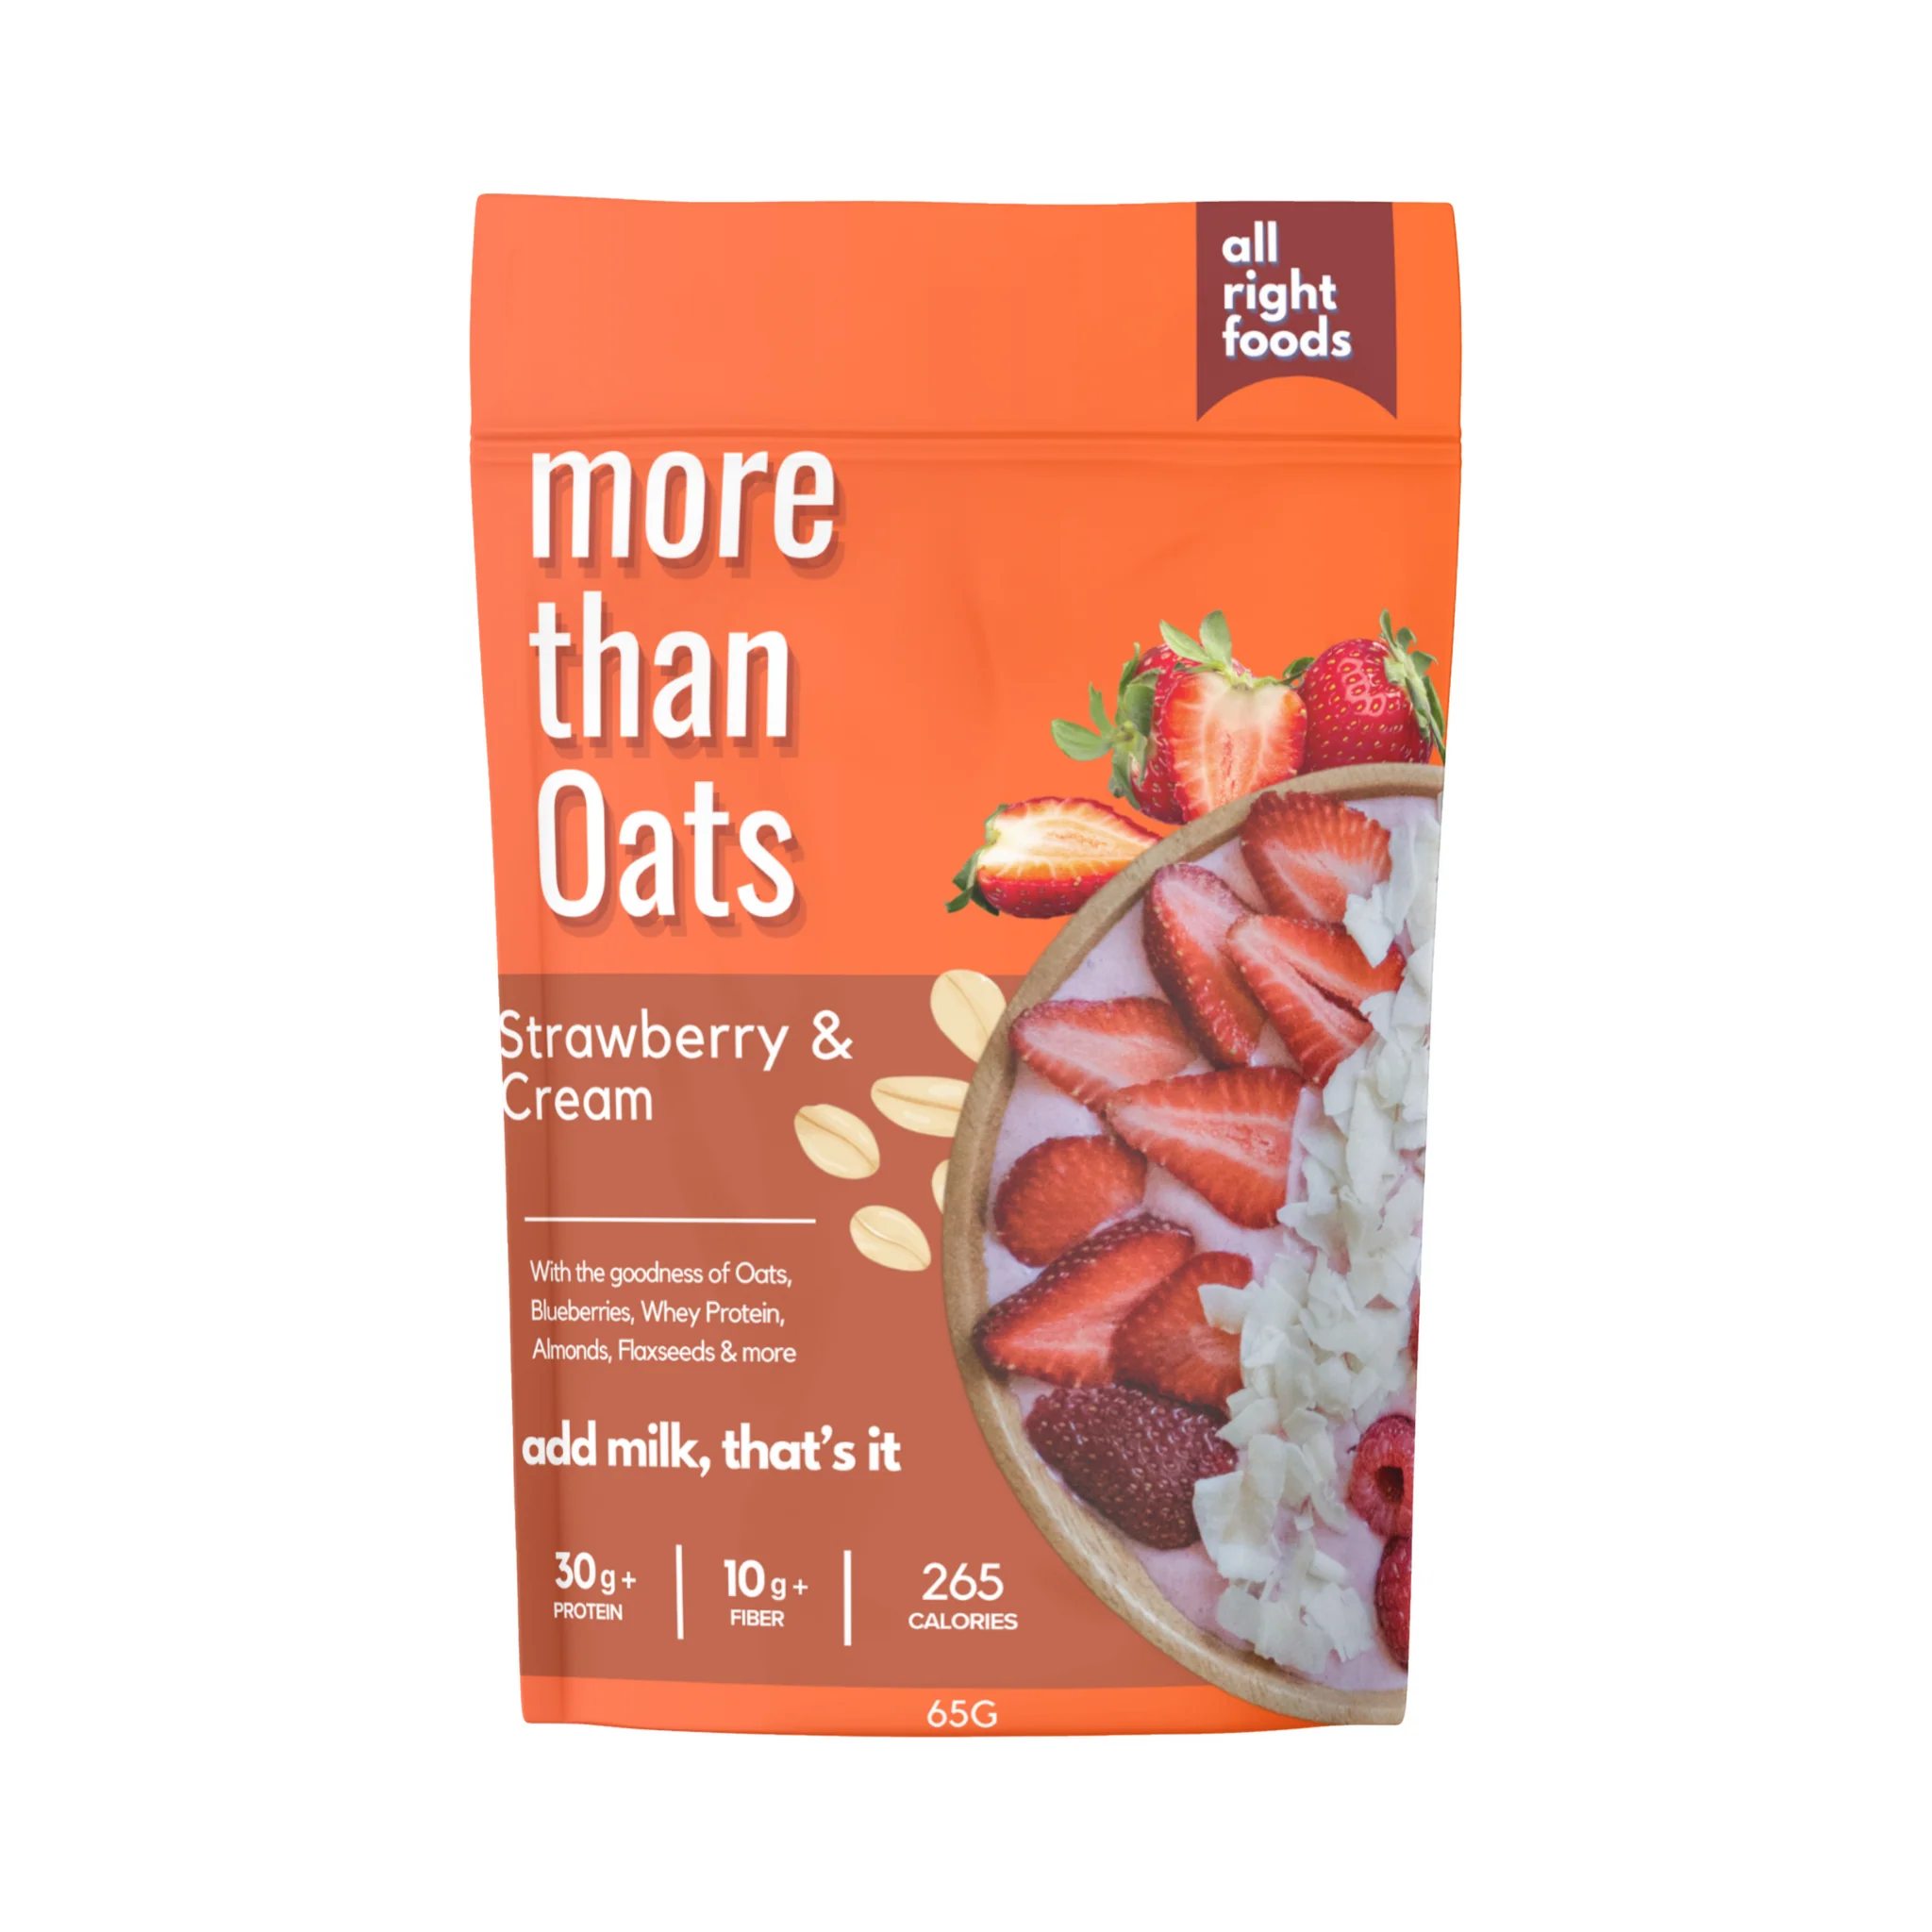 all
right
foods
more
than
Oats
Strawberry &
Cream
With the goodness of Oats,
Blueberries, Whey Protein,
Almonds, Flaxseeds & more
add milk, that's it
30g+ 10g+ 265
PROTEIN FIBER CALORIES
65G